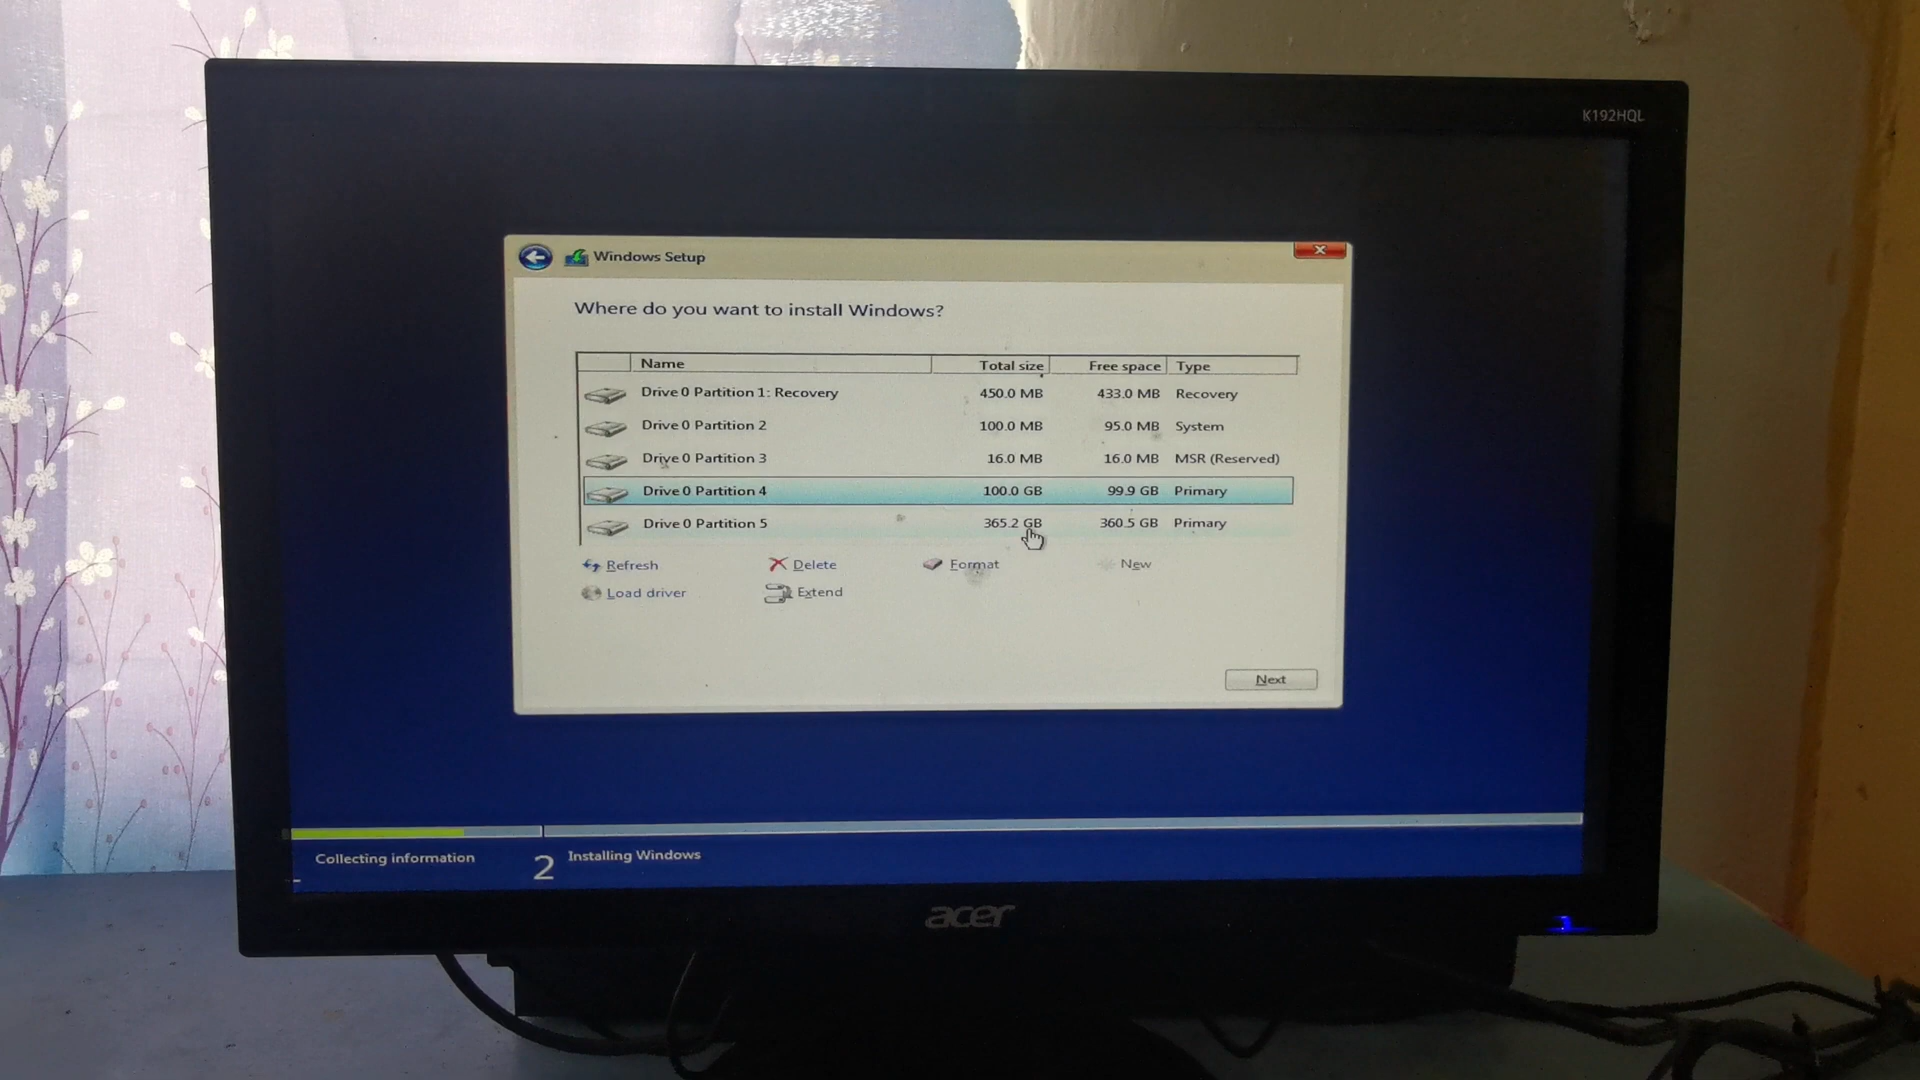 K192HQL
Windows Setup
Where do you want to install Windows?
Name Total size Free space Type
Drive 0 Partition 1: Recovery 450.0 MB 433.0 MB Recovery
Drive 0 Partition 2 100.0 MB 95.0 MB System
Drive 0 Partition 3 16.0 MB 16.0 MB MSR (Reserved)
Drive 0 Partition 4 100.0 GB 99.9 GB Primary
Drive 0 Partition 5 365.2 GB 360.5 GB Primary
Refresh Delete Format New
Load driver Extend
Next
Collecting information 2 Installing Windows
acer